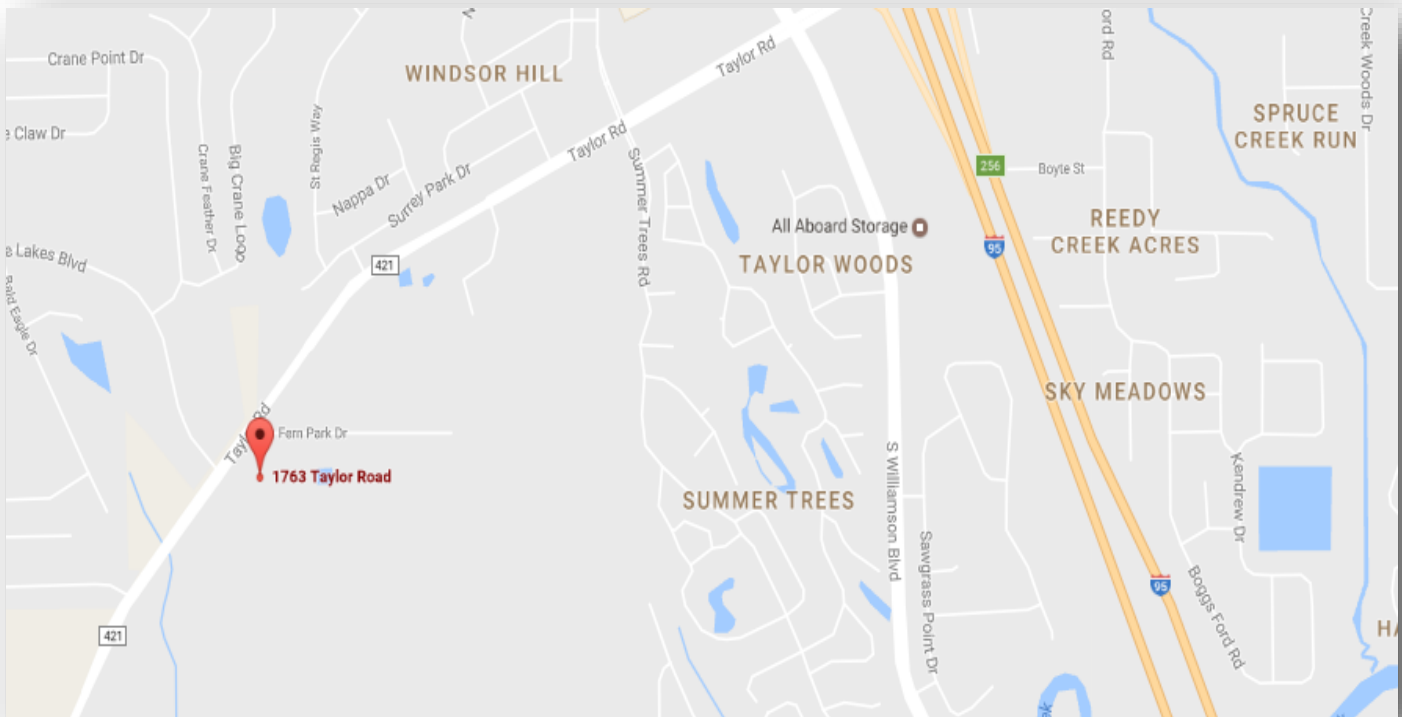 Crane Point Dr
WINDSOR HILL
Taylor Rd
ord Rd
Creek Woods Dr
e Claw Dr
SPRUCE
CREEK RUN
St Regis Way
Taylor Rd
256
Boyte St
Crane Feather Dr
Big Crane Loop
Nappa Dr
Surrey Park Dr
Summer Trees Rd
All Aboard Storage
REEDY
CREEK ACRES
95
e Lakes Blvd
421
TAYLOR WOODS
Bald Eagle Dr
SKY MEADOWS
Taylor Rd
Fern Park Dr
1763 Taylor Road
SUMMER TREES
S Williamson Blvd
Kendrew Dr
Sawgrass Point Dr
95
Boggs Ford Rd
421
HA